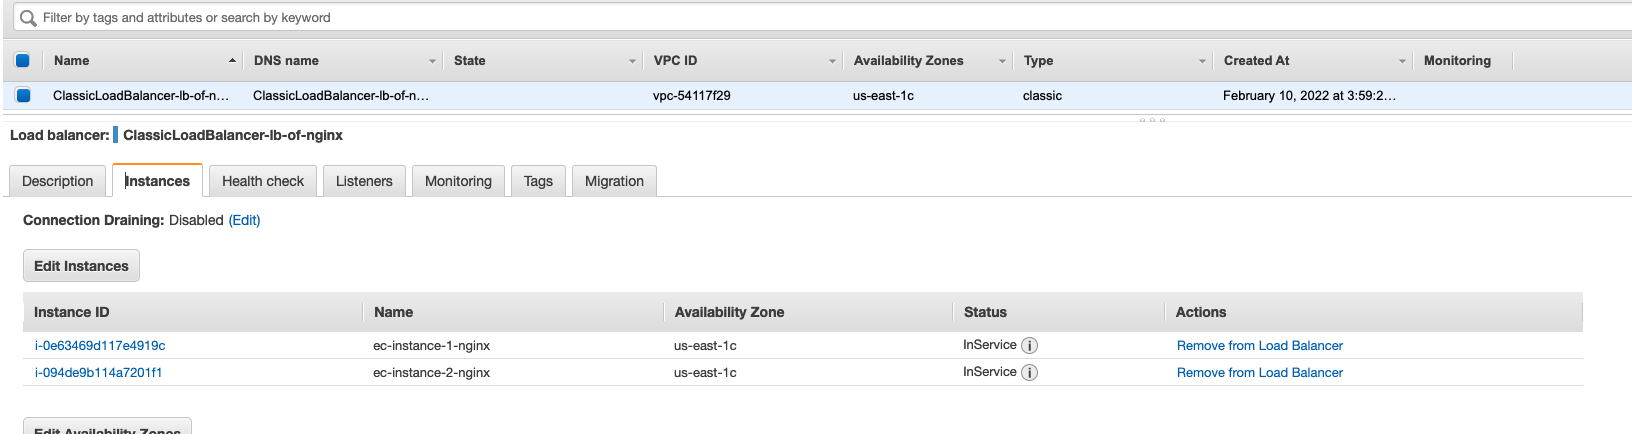 Filter by tags and attributes or search by keyword
Name DNS name State VPC ID Availability Zones Type Created At Monitoring
ClassicLoadBalancer-lb-of-n... ClassicLoadBalancer-lb-of-n... vpc-54117f29 us-east-1c classic February 10, 2022 at 3:59:2...
Load balancer: ClassicLoadBalancer-lb-of-nginx
Description Instances Health check Listeners Monitoring Tags Migration
Connection Draining: Disabled (Edit)
Edit Instances
Instance ID Name Availability Zone Status Actions
i-0e63469d117e4919c ec-instance-1-nginx us-east-1c InService i Remove from Load Balancer
i-094de9b114a7201f1 ec-instance-2-nginx us-east-1c InService i Remove from Load Balancer
Edit Availability Zones